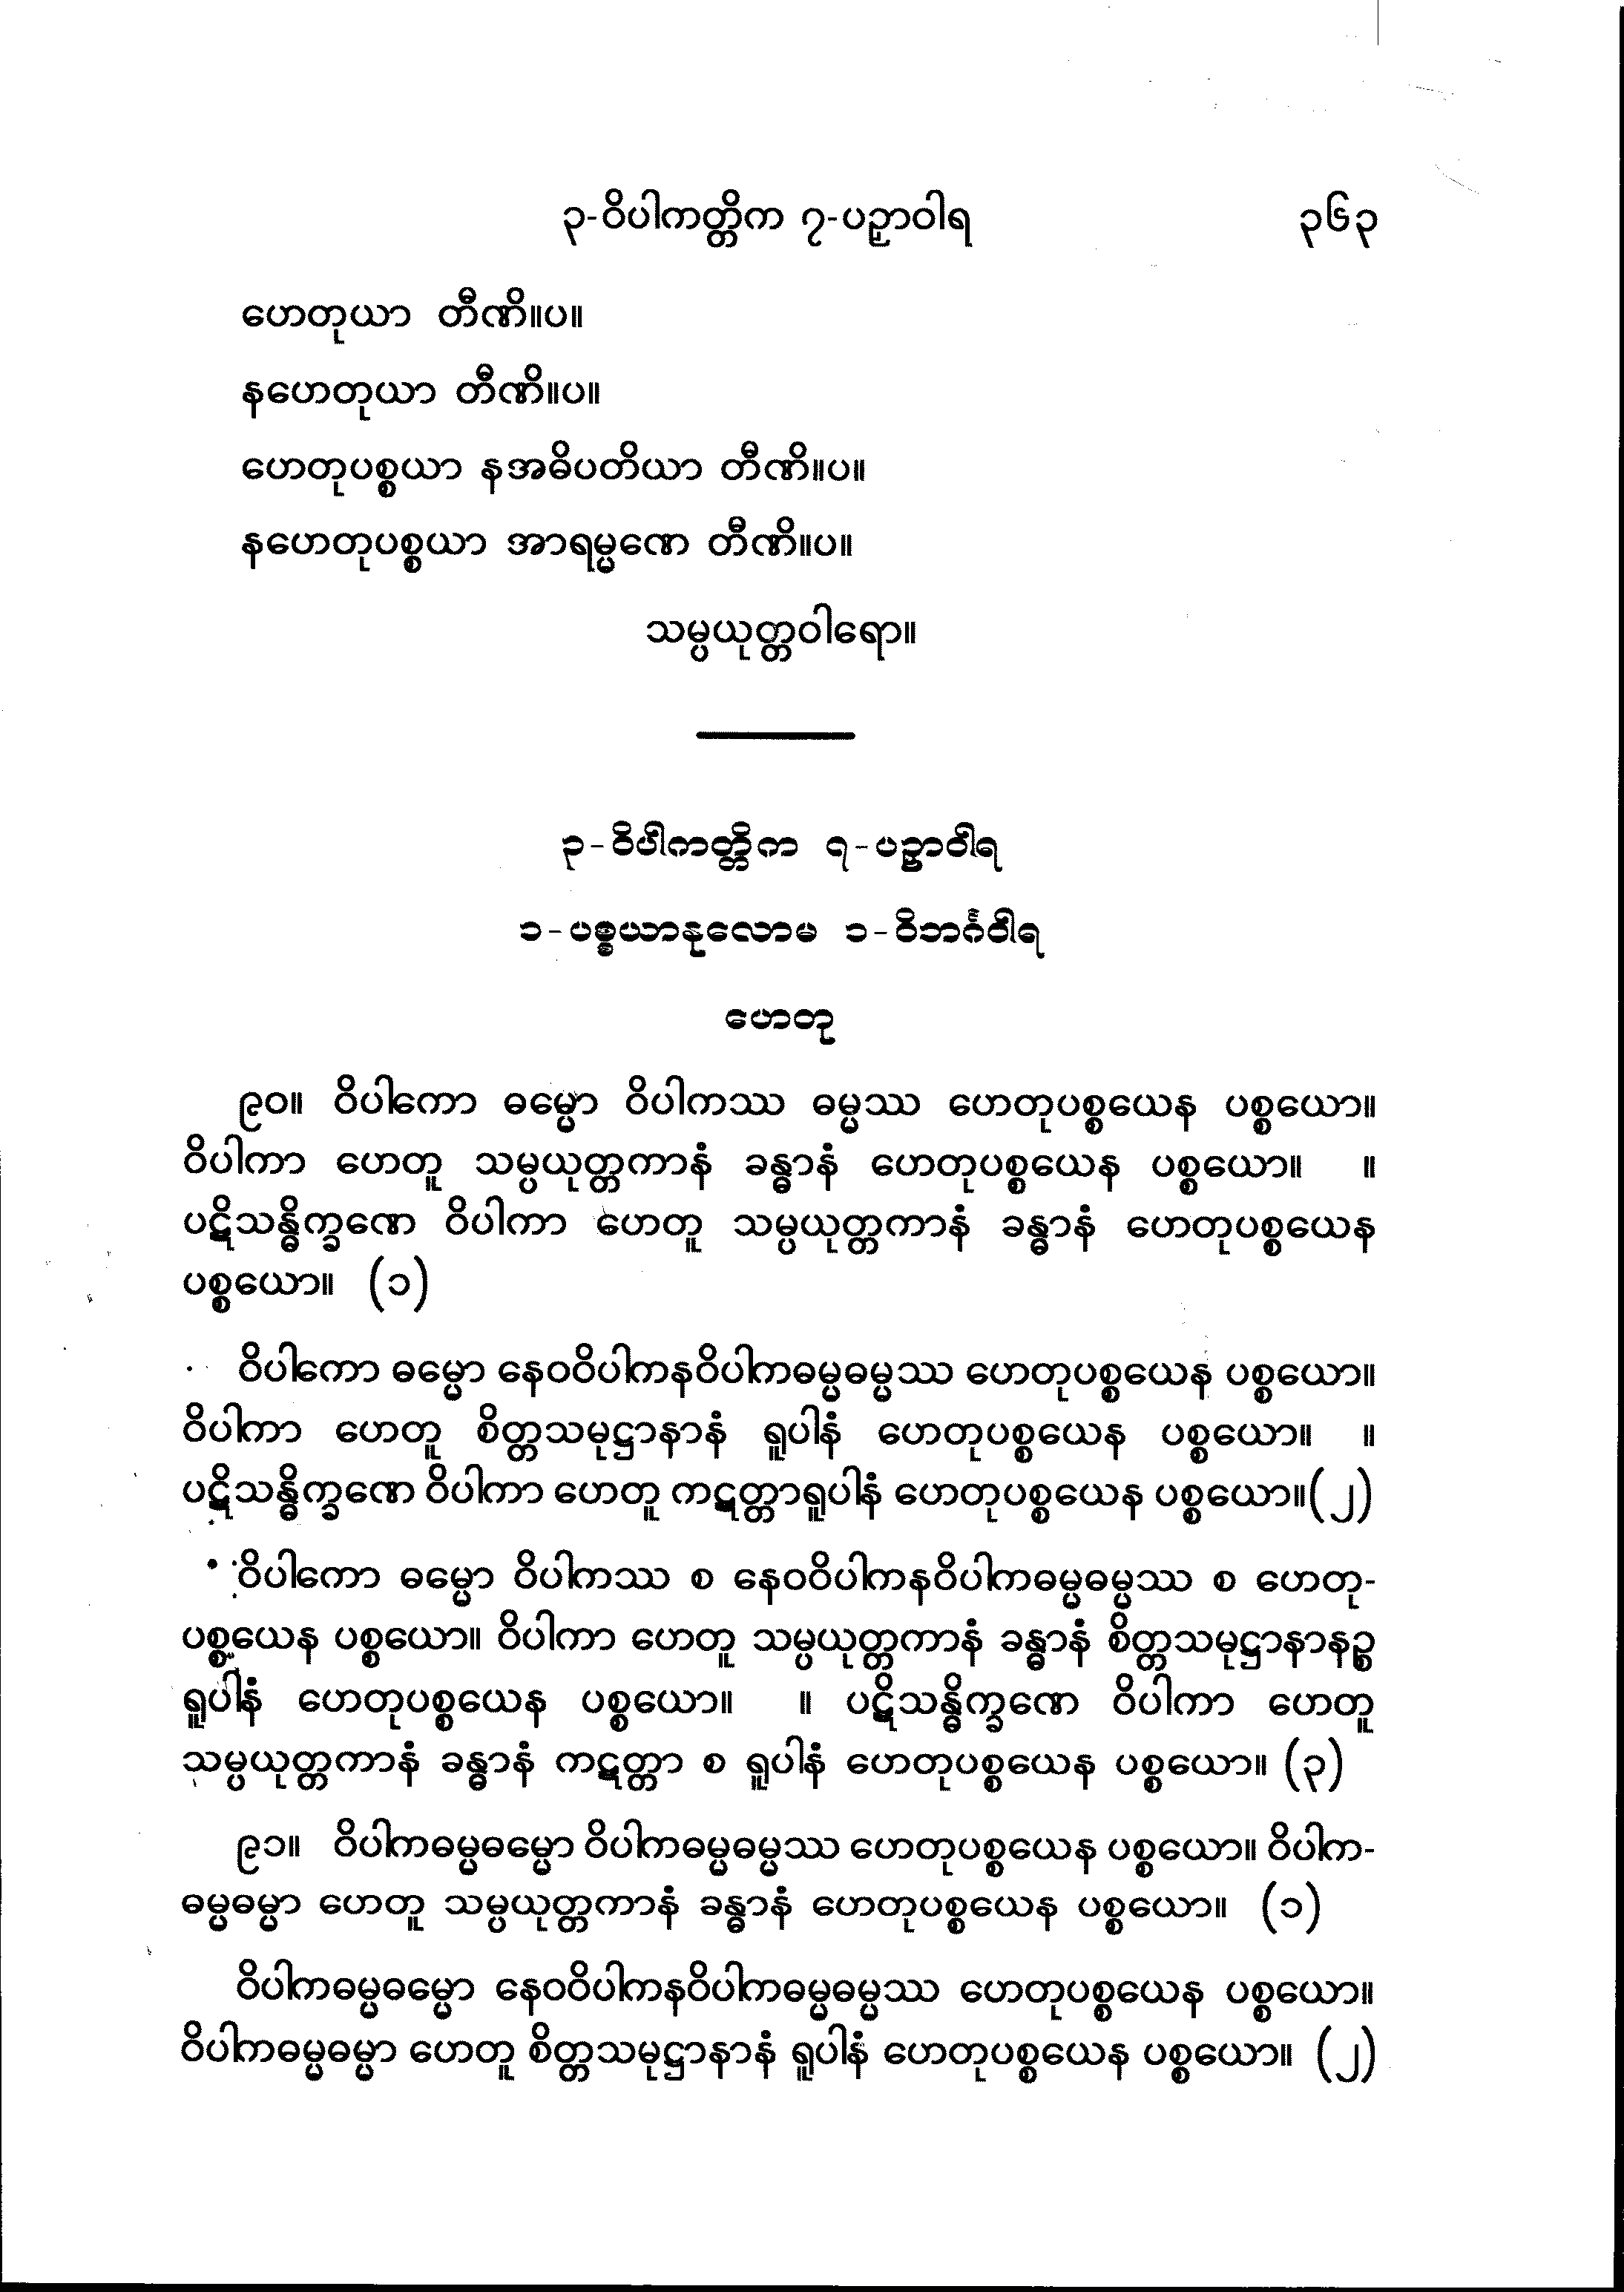 ၃-ဝိပါကတ္တိက ၇-ပဉှာဝါရ ၃၆၃
ဟေတုယာ တီဏိ။ပ။
နဟေတုယာ တီဏိ။ပ။
ဟေတုပစ္စယာ နအဓိပတိယာ တီဏိ။ပ။
နဟေတုပစ္စယာ အာရမ္မဏေ တီဏိ။ပ။
သမ္ပယုတ္တဝါရော။
၃-ဝိပါကတ္တိက ၇-ပဉှာဝါရ
၁-ပစ္စယာနုလောမ ၁-ဝိဘင်္ဂဝါရ
ဟေတု
၉၀။ ဝိပါကော ဓမ္မော ဝိပါကဿ ဓမ္မဿ ဟေတုပစ္စယေန ပစ္စယော။
ဝိပါကာ ဟေတူ သမ္ပယုတ္တကာနံ ခန္ဓာနံ ဟေတုပစ္စယေန ပစ္စယော။ ။
ပဋိသန္ဓိက္ခဏေ ဝိပါကာ ဟေတူ သမ္ပယုတ္တကာနံ ခန္ဓာနံ ဟေတုပစ္စယေန
ပစ္စယော။ (၁)
ဝိပါကော ဓမ္မော နေဝဝိပါကနဝိပါကဓမ္မဓမ္မဿ ဟေတုပစ္စယေန ပစ္စယော။
ဝိပါကာ ဟေတူ စိတ္တသမုဋ္ဌာနာနံ ရူပါနံ ဟေတုပစ္စယေန ပစ္စယော။ ။
ပဋိသန္ဓိက္ခဏေ ဝိပါကာ ဟေတူ ကဋတ္တာရူပါနံ ဟေတုပစ္စယေန ပစ္စယော။(၂)
ဝိပါကော ဓမ္မော ဝိပါကဿ စ နေဝဝိပါကနဝိပါကဓမ္မဓမ္မဿ စ ဟေတု-
ပစ္စယေန ပစ္စယော။ ဝိပါကာ ဟေတူ သမ္ပယုတ္တကာနံ ခန္ဓာနံ စိတ္တသမုဋ္ဌာနာနဉ္စ
ရူပါနံ ဟေတုပစ္စယေန ပစ္စယော။ ။ ပဋိသန္ဓိက္ခဏေ ဝိပါကာ ဟေတူ
သမ္ပယုတ္တကာနံ ခန္ဓာနံ ကဋတ္တာ စ ရူပါနံ ဟေတုပစ္စယေန ပစ္စယော။ (၃)
၉၁။ ဝိပါကဓမ္မဓမ္မော ဝိပါကဓမ္မဓမ္မဿ ဟေတုပစ္စယေန ပစ္စယော။ ဝိပါက-
ဓမ္မဓမ္မာ ဟေတူ သမ္ပယုတ္တကာနံ ခန္ဓာနံ ဟေတုပစ္စယေန ပစ္စယော။ (၁)
ဝိပါကဓမ္မဓမ္မော နေဝဝိပါကနဝိပါကဓမ္မဓမ္မဿ ဟေတုပစ္စယေန ပစ္စယော။
ဝိပါကဓမ္မဓမ္မာ ဟေတူ စိတ္တသမုဋ္ဌာနာနံ ရူပါနံ ဟေတုပစ္စယေန ပစ္စယော။ (၂)